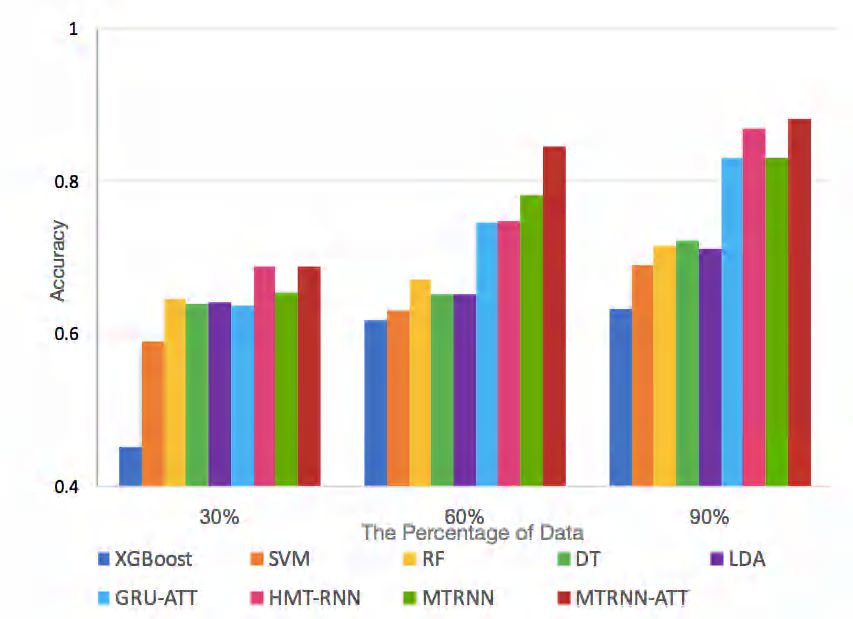 1
0.8
0.6
0.4
Accuracy
30% 60% 90%
The Percentage of Data
XGBoost SVM RF DT LDA
GRU-ATT HMT-RNN MTRNN MTRNN-ATT